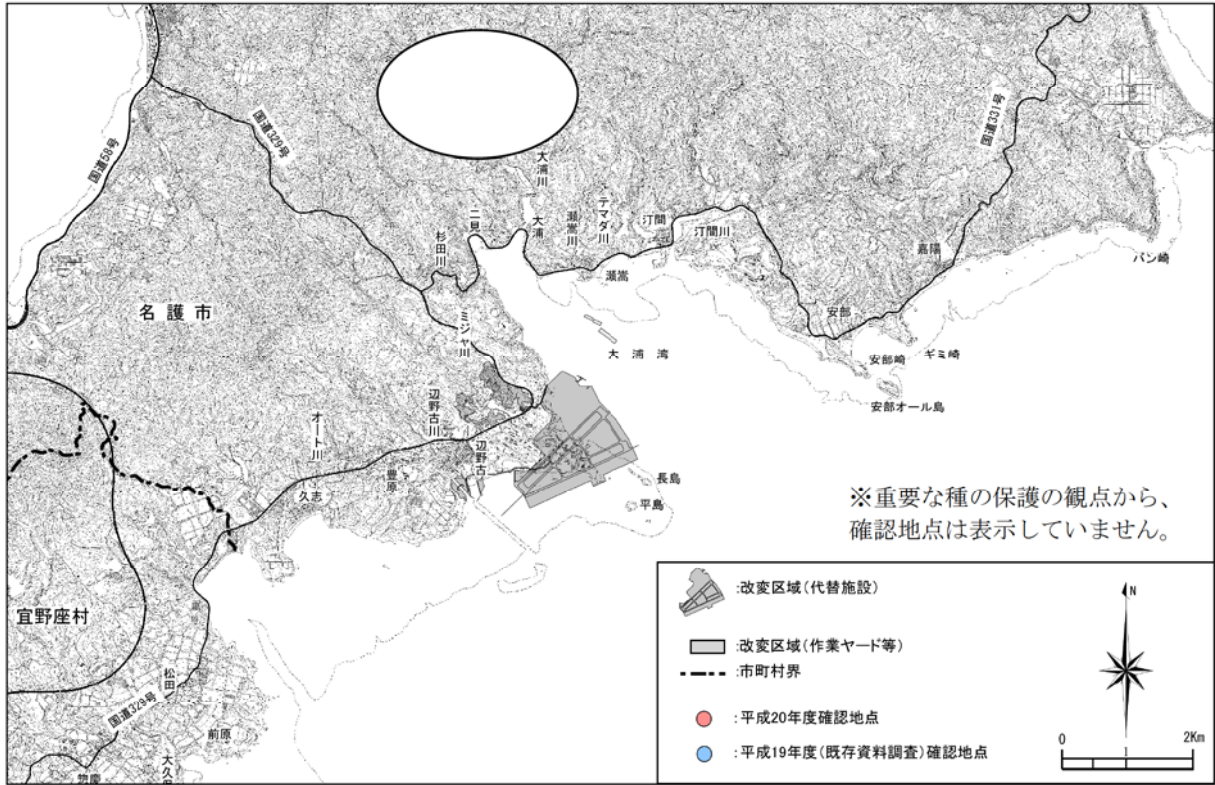 国道58号
国道329号
国道331号
大浦川
大浦
二見
杉田川
瀬嵩川
テマダ川
汀間
汀間川
瀬嵩
嘉陽
バン崎
名護市
ミジャ川
大浦湾
安部
安部崎
ギミ崎
安部オール島
辺野古川
辺野古
オート川
久志
豊原
長島
平島
※重要な種の保護の観点から、
確認地点は表示していません。
宜野座村
松田
国道329号
前原
大久
惣慶
:改変区域(代替施設)
:改変区域(作業ヤード等)
:市町村界
:平成20年度確認地点
:平成19年度(既存資料調査)確認地点
N
0
2Km